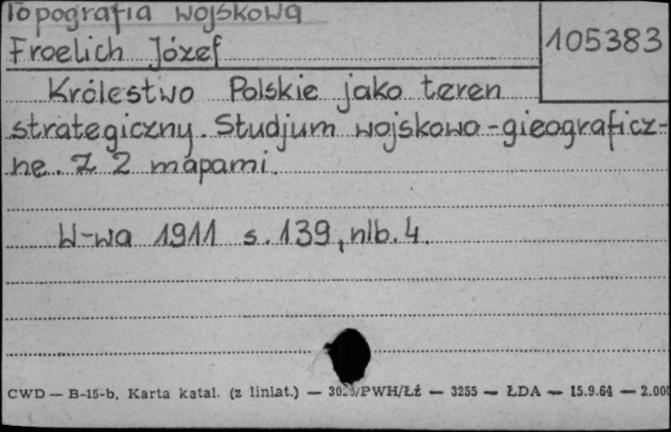 Topografia wojskowa
Froelich Józef
105383
Królestwo Polskie jako teren
strategiczny. Studjum wojskowo-gieograficz-
ne. Z 2 mapami.
W-wa 1911 s. 139, nlb. 4.
CWD — B-15-b, Karta katal. (z liniat.) — /PWH/Łź — 3255 — ŁDA — 15.9.64 — 2.000